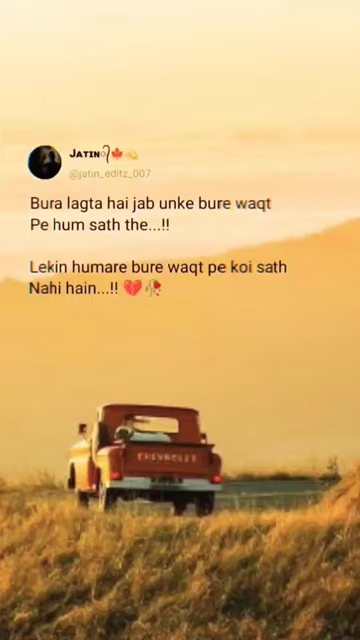 Jatin🍁💫
@jatin_editz_007
Bura lagta hai jab unke bure waqt
Pe hum sath the...!!
Lekin humare bure waqt pe koi sath
Nahi hain...!! 💔🥀
CHEVROLET